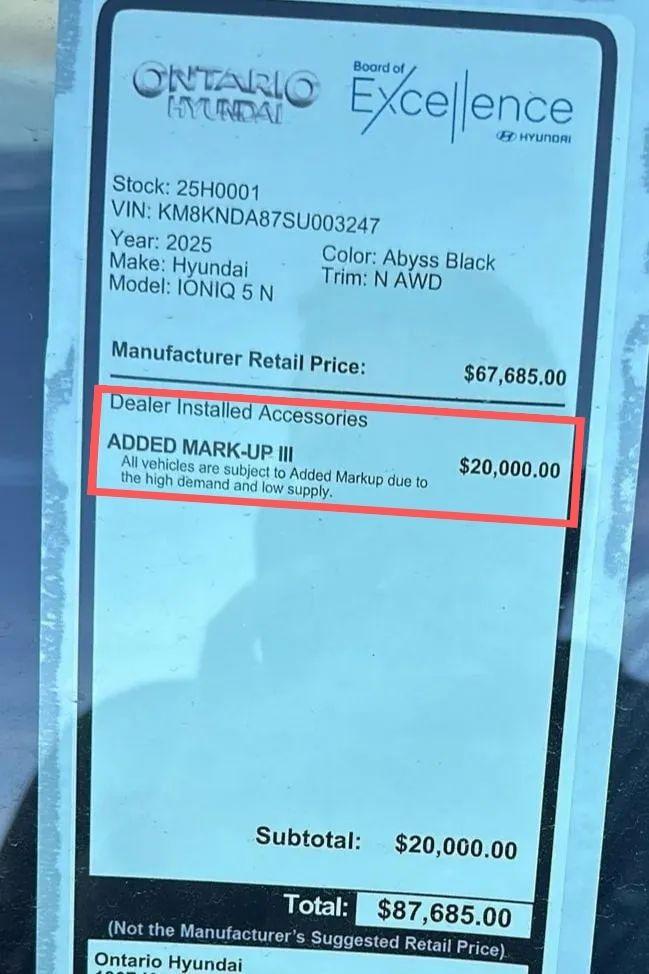 ONTARIO
HYUNDAI
Board of
Excellence
HYUNDAI
Stock: 25H0001
VIN: KM8KNDA87SU003247
Year: 2025
Make: Hyundai
Model: IONIQ 5 N
Color: Abyss Black
Trim: N AWD
Manufacturer Retail Price: $67,685.00
Dealer Installed Accessories
ADDED MARK-UP III $20,000.00
All vehicles are subject to Added Markup due to
the high demand and low supply.
Subtotal: $20,000.00
Total: $87,685.00
(Not the Manufacturer's Suggested Retail Price)
Ontario Hyundai